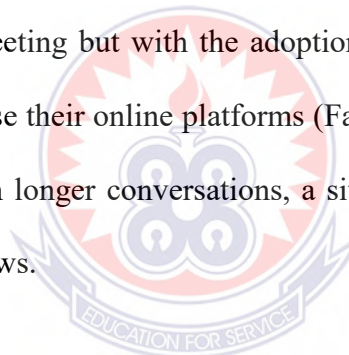 eeting but with the adoption
se their online platforms (Fa
n longer conversations, a si
ws.
EDUCATION FOR SERVICE